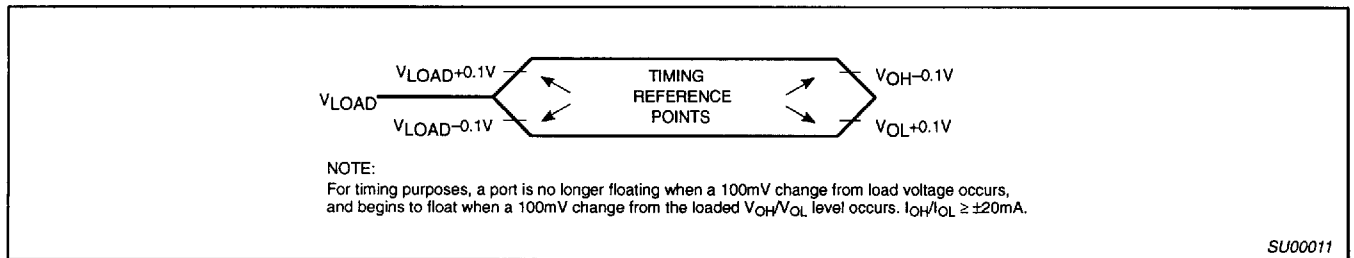 VLOAD
VLOAD+0.1V
VLOAD–0.1V
TIMING
REFERENCE
POINTS
VOH–0.1V
VOL+0.1V
NOTE:
For timing purposes, a port is no longer floating when a 100mV change from load voltage occurs,
and begins to float when a 100mV change from the loaded VOH/VOL level occurs. IOH/IOL ≥ ±20mA.
SU00011